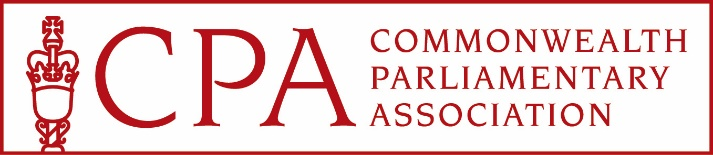 CPA
COMMONWEALTH
PARLIAMENTARY
ASSOCIATION